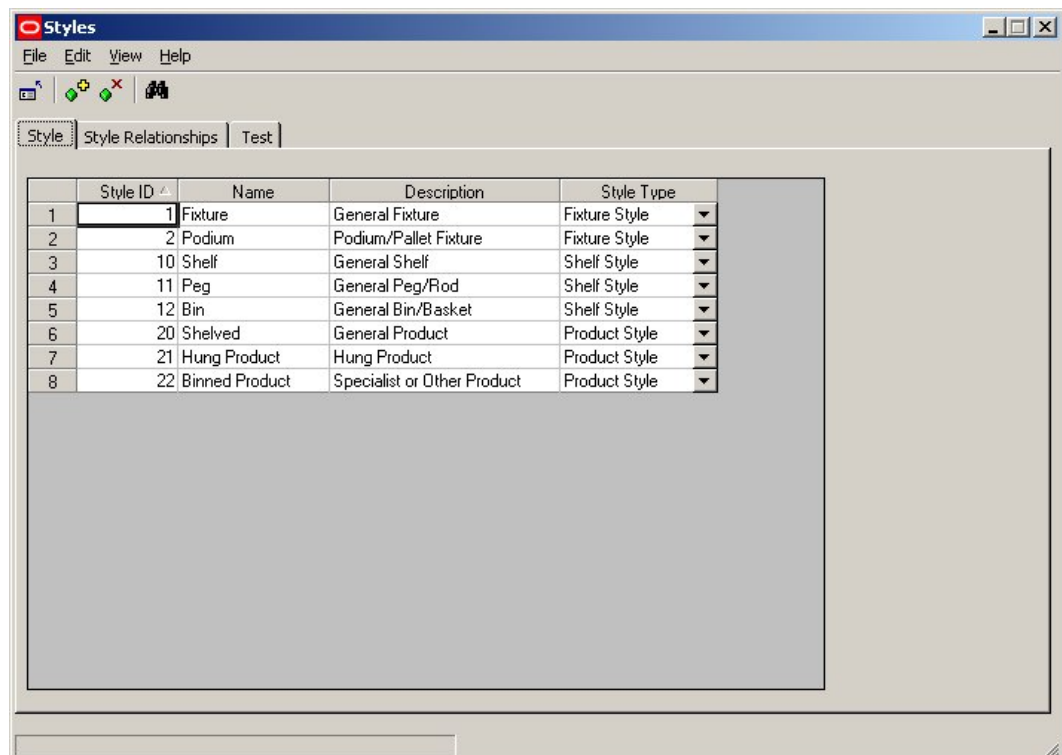 Styles
File Edit View Help
Style Style Relationships Test
Style ID Name Description Style Type
1 1 Fixture General Fixture Fixture Style
2 2 Podium Podium/Pallet Fixture Fixture Style
3 10 Shelf General Shelf Shelf Style
4 11 Peg General Peg/Rod Shelf Style
5 12 Bin General Bin/Basket Shelf Style
6 20 Shelved General Product Product Style
7 21 Hung Product Hung Product Product Style
8 22 Binned Product Specialist or Other Product Product Style